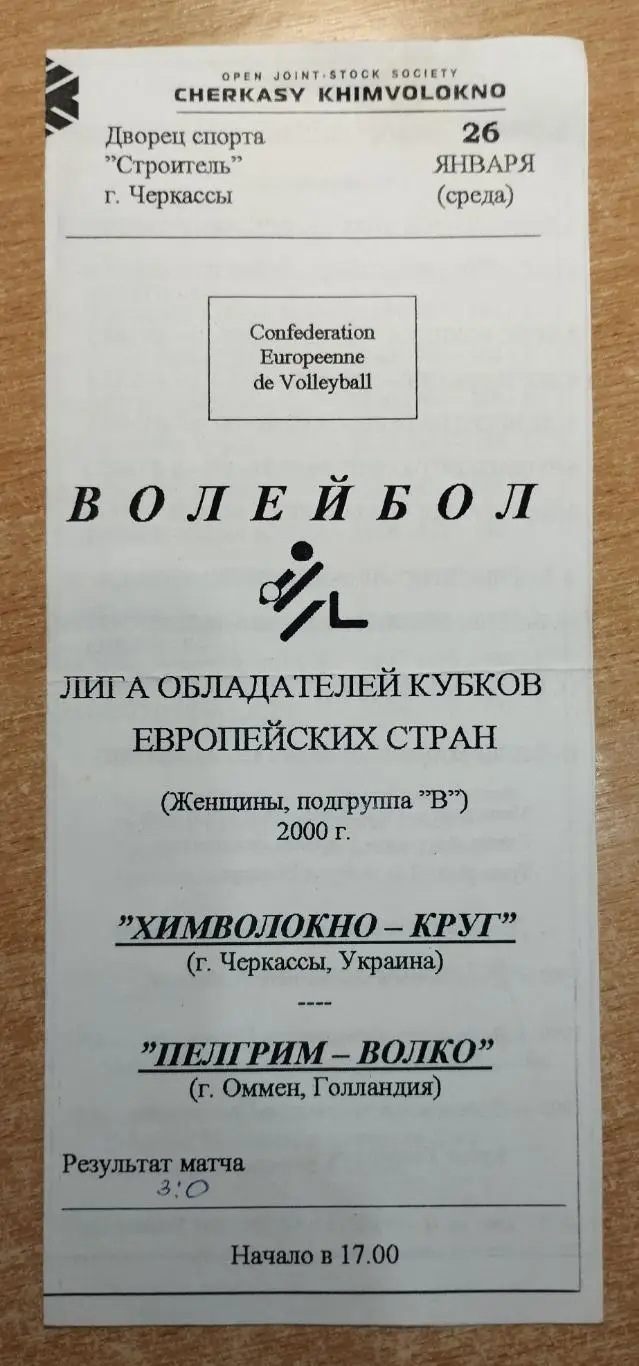 OPEN JOINT-STOCK SOCIETY
CHERKASY KHIMVOLOKNO
Дворец спорта
"Строитель"
г. Черкассы
26
ЯНВАРЯ
(среда)
Confederation
Europeenne
de Volleyball
ВОЛЕЙБОЛ
ЛИГА ОБЛАДАТЕЛЕЙ КУБКОВ
ЕВРОПЕЙСКИХ СТРАН
(Женщины, подгруппа "В")
2000 г.
"ХИМВОЛОКНО – КРУГ"
(г. Черкассы, Украина)
----
"ПЕЛГРИМ – ВОЛКО"
(г. Оммен, Голландия)
Результат матча
3:0
Начало в 17.00